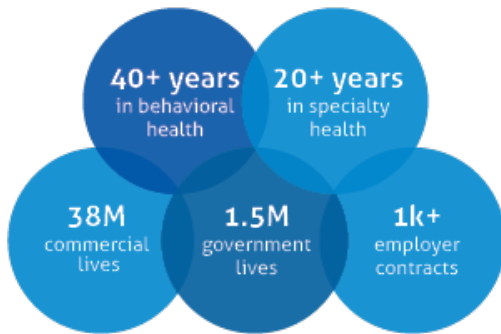 40+ years
in behavioral
health
20+ years
in specialty
health
38M
commercial
lives
1.5M
government
lives
1k+
employer
contracts